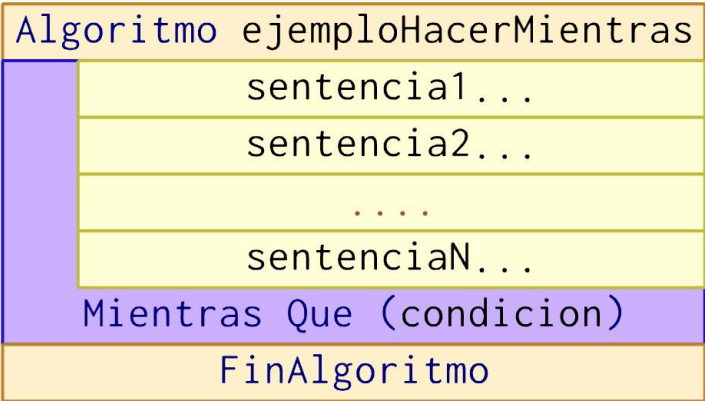 Algoritmo ejemploHacerMientras
sentencia1...
sentencia2...
....
sentenciaN...
Mientras Que (condicion)
FinAlgoritmo